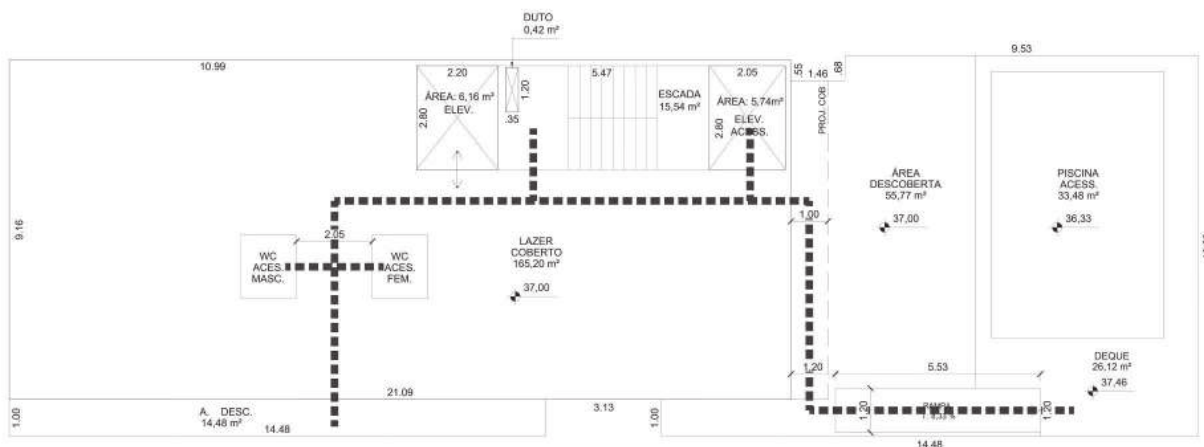 DUTO
0,42 m²
9.53
10.99
2.20
5.47
2.05
.55
1.46
.68
ÁREA: 6,16 m²
ELEV.
2.80
1.20
.35
ESCADA
15,54 m²
ÁREA: 5,74m²
ELEV.
ACESS.
2.80
PROJ. COB
ÁREA
DESCOBERTA
55,77 m²
37,00
PISCINA
ACESS.
33,48 m²
36,33
9.16
1.00
2.05
WC
ACES.
MASC.
WC
ACES.
FEM.
LAZER
COBERTO
165,20 m²
37,00
DEQUE
26,12 m²
37,46
1.20
5.53
21.09
3.13
1.20
1.20
1.00
A. DESC.
14,48 m²
14.48
1.00
14.48